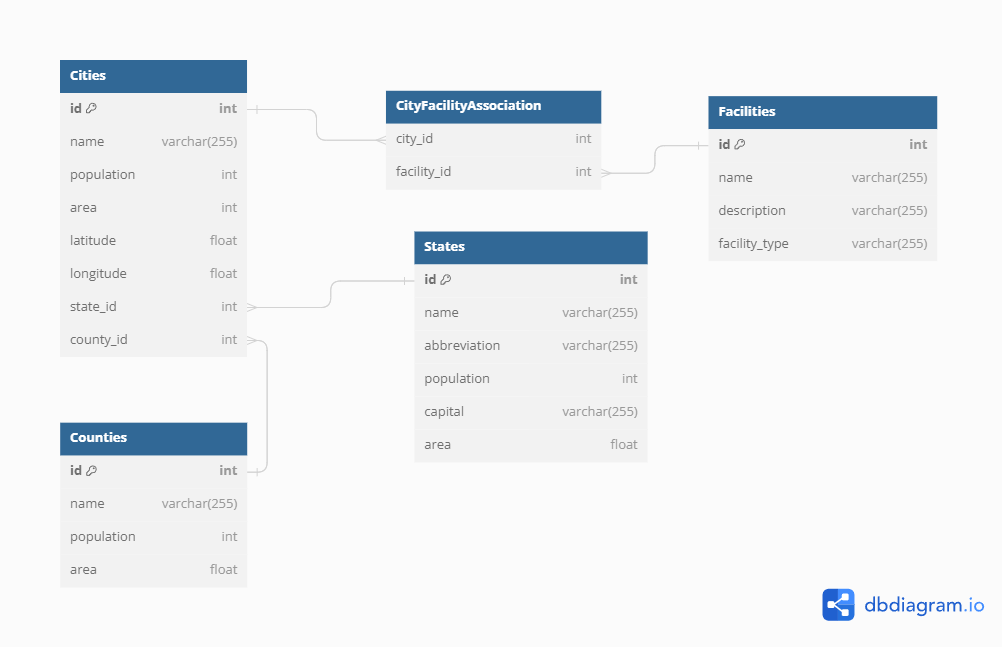 Cities
id int
name varchar(255)
population int
area int
latitude float
longitude float
state_id int
county_id int
CityFacilityAssociation
city_id int
facility_id int
Facilities
id int
name varchar(255)
description varchar(255)
facility_type varchar(255)
States
id int
name varchar(255)
abbreviation varchar(255)
population int
capital varchar(255)
area float
Counties
id int
name varchar(255)
population int
area float
dbdiagram.io